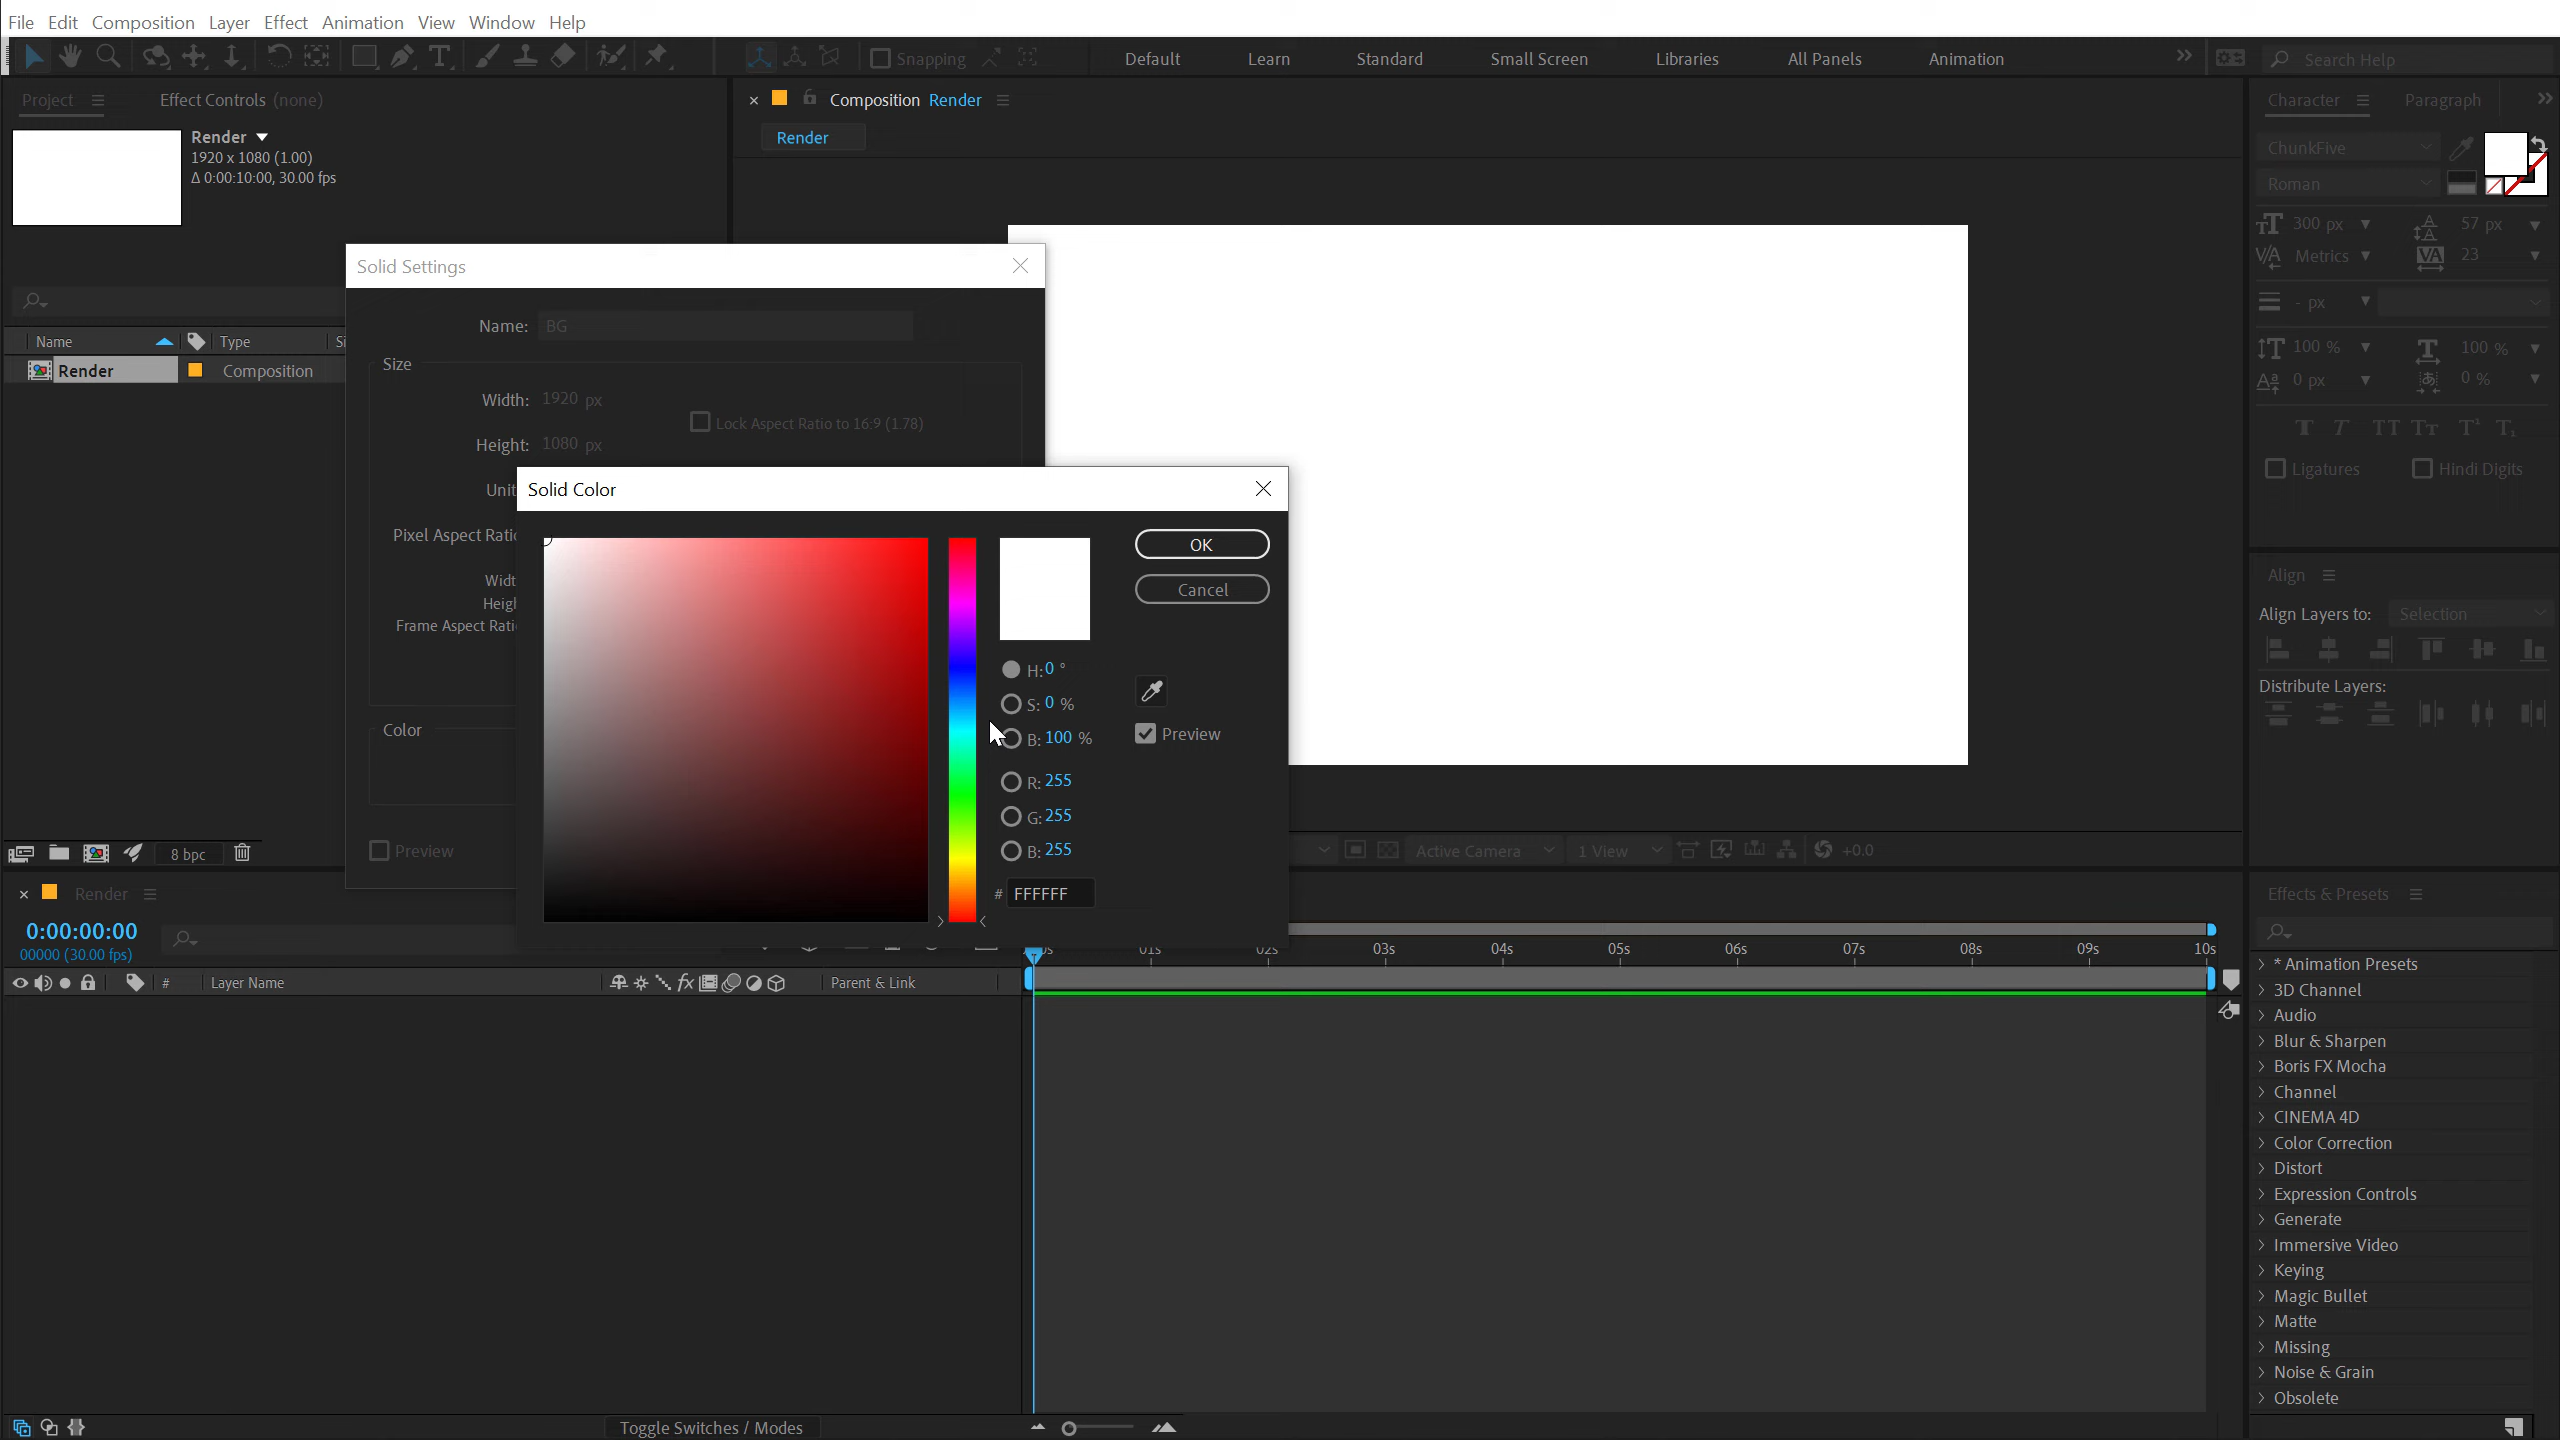 File Edit Composition Layer Effect Animation View Window Help
Snapping Default Learn Standard Small Screen Libraries All Panels Animation Search Help
Project Effect Controls (none)
Render
1920 x 1080 (1.00)
Δ 0:00:10:00, 30.00 fps
Name Type
Render Composition
8 bpc
Composition Render
Render
Solid Settings
Name: BG
Size
Width: 1920 px
Lock Aspect Ratio to 16:9 (1.78)
Height: 1080 px
Color
Preview
Solid Color
OK
Cancel
H: 0 °
S: 0 %
B: 100 %
Preview
R: 255
G: 255
B: 255
# FFFFFF
Active Camera 1 View +0.0
Character Paragraph
ChunkFive
Roman
300 px 57 px
Metrics 23
- px
100 % 100 %
0 px 0 %
T T TT Tт T¹ T₁
Ligatures Hindi Digits
Align
Align Layers to: Selection
Distribute Layers:
Render
0:00:00:00
00000 (30.00 fps)
# Layer Name Parent & Link
01s 02s 03s 04s 05s 06s 07s 08s 09s 10s
Toggle Switches / Modes
Effects & Presets
* Animation Presets
3D Channel
Audio
Blur & Sharpen
Boris FX Mocha
Channel
CINEMA 4D
Color Correction
Distort
Expression Controls
Generate
Immersive Video
Keying
Magic Bullet
Matte
Missing
Noise & Grain
Obsolete